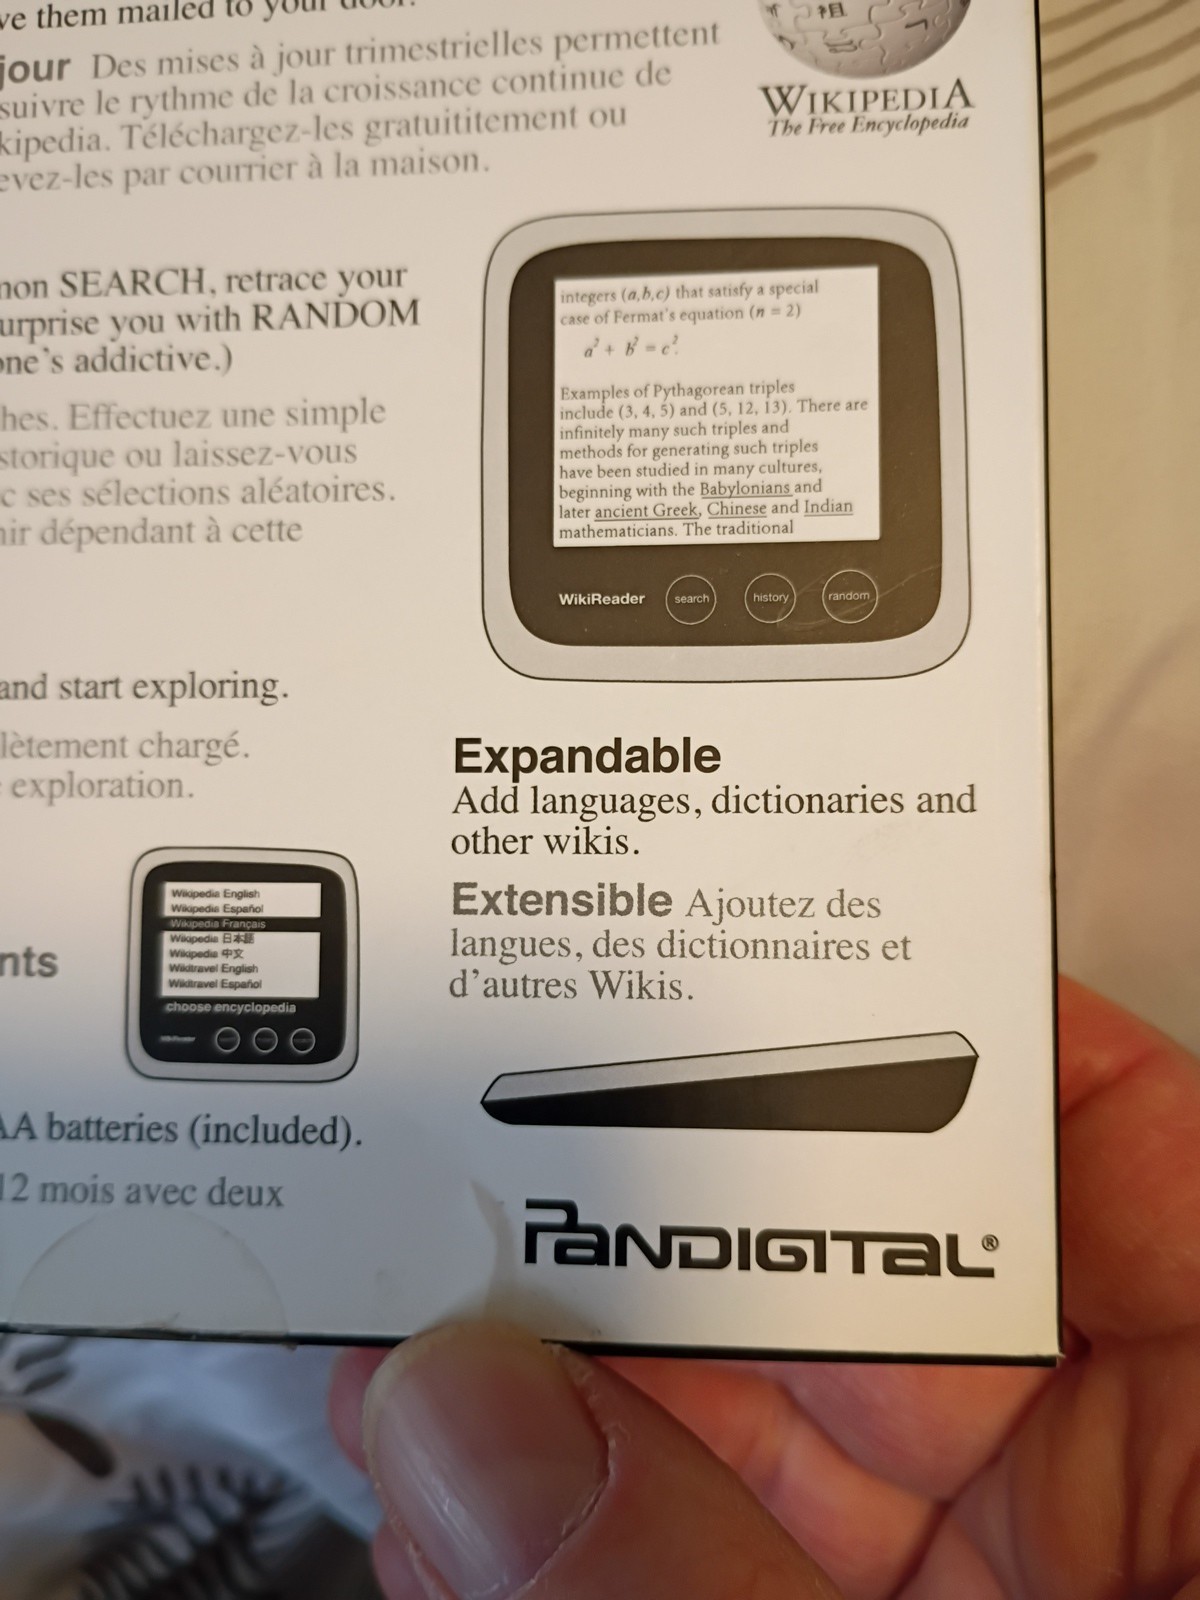 ve them mailed to your door.
jour Des mises à jour trimestrielles permettent
suivre le rythme de la croissance continue de
kipedia. Téléchargez-les gratuititement ou
evez-les par courrier à la maison.
祖
WIKIPEDIA
The Free Encyclopedia
non SEARCH, retrace your
urprise you with RANDOM
one's addictive.)
hes. Effectuez une simple
storique ou laissez-vous
c ses sélections aléatoires.
nir dépendant à cette
integers (a,b,c) that satisfy a special
case of Fermat's equation (n = 2)
a² + b² = c².
Examples of Pythagorean triples
include (3, 4, 5) and (5, 12, 13). There are
infinitely many such triples and
methods for generating such triples
have been studied in many cultures,
beginning with the Babylonians and
later ancient Greek, Chinese and Indian
mathematicians. The traditional
WikiReader search history random
and start exploring.
lètement chargé.
exploration.
Expandable
Add languages, dictionaries and
other wikis.
Extensible Ajoutez des
langues, des dictionnaires et
d'autres Wikis.
nts
Wikipedia English
Wikipedia Español
Wikipedia Français
Wikipedia 日本語
Wikipedia 中文
Wikitravel English
Wikitravel Español
choose encyclopedia
WikiReader
AA batteries (included).
12 mois avec deux
PANDIGITAL®